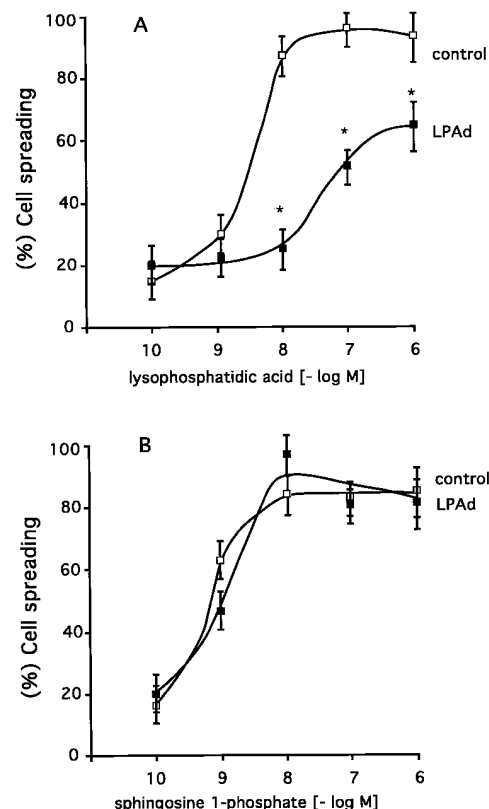 A
100
80
60
40
20
0
(%) Cell spreading
control
LPAd
*
*
*
10 9 8 7 6
lysophosphatidic acid [- log M]
B
100
80
60
40
20
0
(%) Cell spreading
control
LPAd
10 9 8 7 6
sphingosine 1-phosphate [- log M]